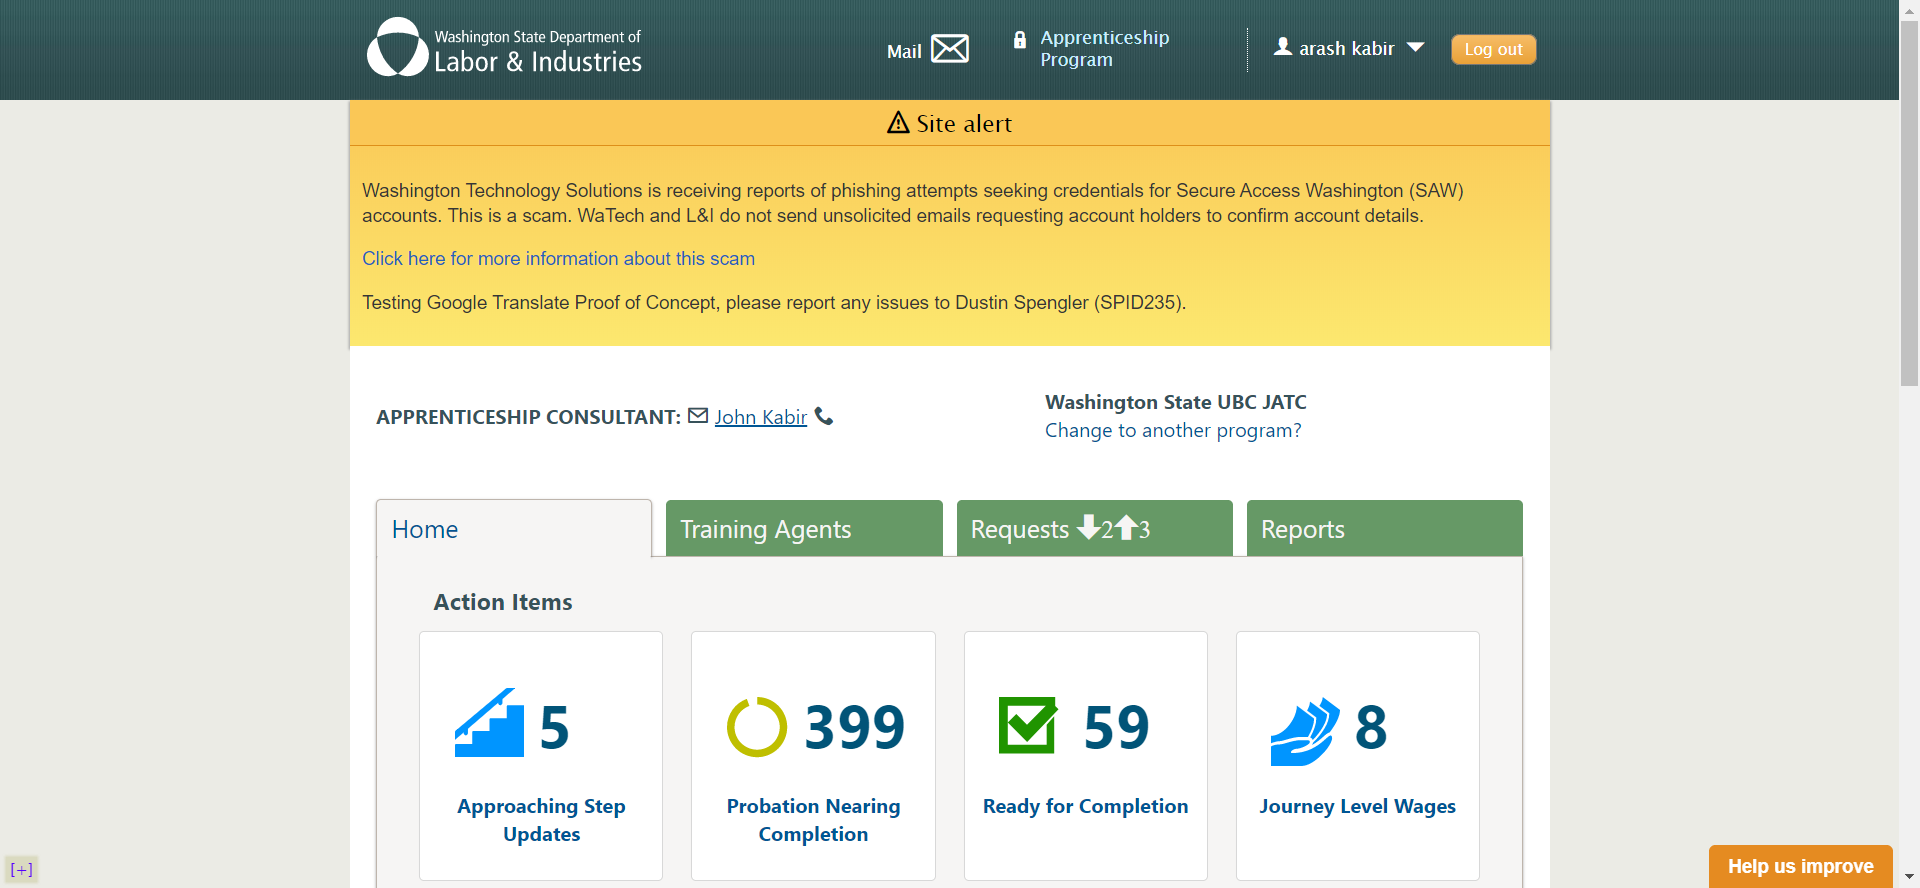 Washington State Department of
Labor & Industries
Mail
Apprenticeship
Program
arash kabir
Log out
Site alert
Washington Technology Solutions is receiving reports of phishing attempts seeking credentials for Secure Access Washington (SAW)
accounts. This is a scam. WaTech and L&I do not send unsolicited emails requesting account holders to confirm account details.
Click here for more information about this scam
Testing Google Translate Proof of Concept, please report any issues to Dustin Spengler (SPID235).
APPRENTICESHIP CONSULTANT: John Kabir
Washington State UBC JATC
Change to another program?
Home
Training Agents
Requests 2 3
Reports
Action Items
5
Approaching Step
Updates
399
Probation Nearing
Completion
59
Ready for Completion
8
Journey Level Wages
[+]
Help us improve